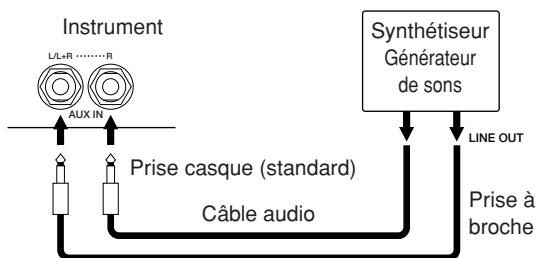 Instrument
L/L+R ········ R
AUX IN
Synthétiseur
Générateur
de sons
LINE OUT
Prise casque (standard)
Câble audio
Prise à
broche